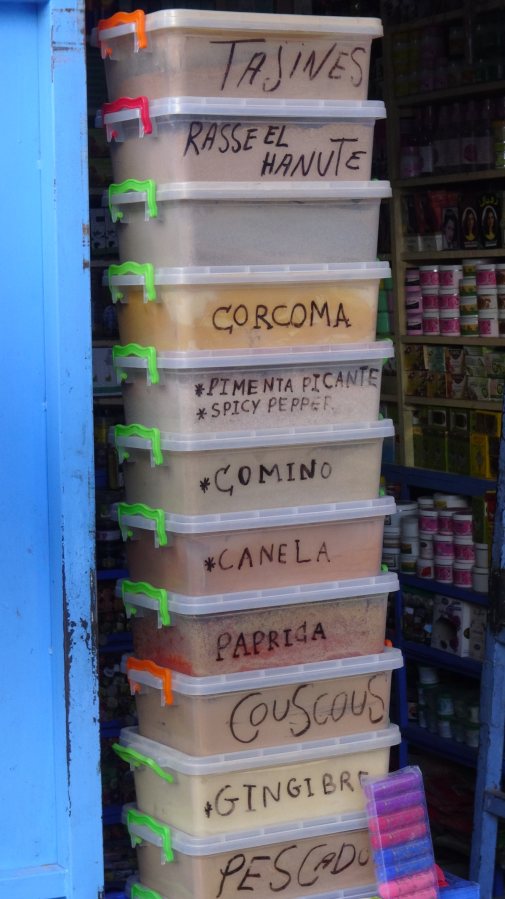 TAJINES
RASSE EL
HANUTE
CORCOMA
*PIMENTA PICANTE
*SPICY PEPPER
*COMINO
*CANELA
PAPRIGA
COUSCOUS
*GINGIBRE
PESCADO